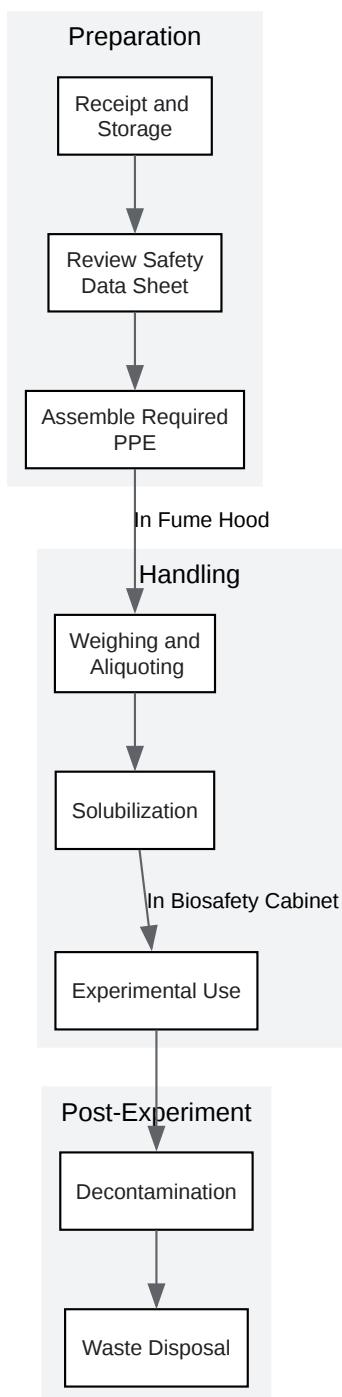 Preparation
Receipt and
Storage
Review Safety
Data Sheet
Assemble Required
PPE
In Fume Hood
Handling
Weighing and
Aliquoting
Solubilization
In Biosafety Cabinet
Experimental Use
Post-Experiment
Decontamination
Waste Disposal